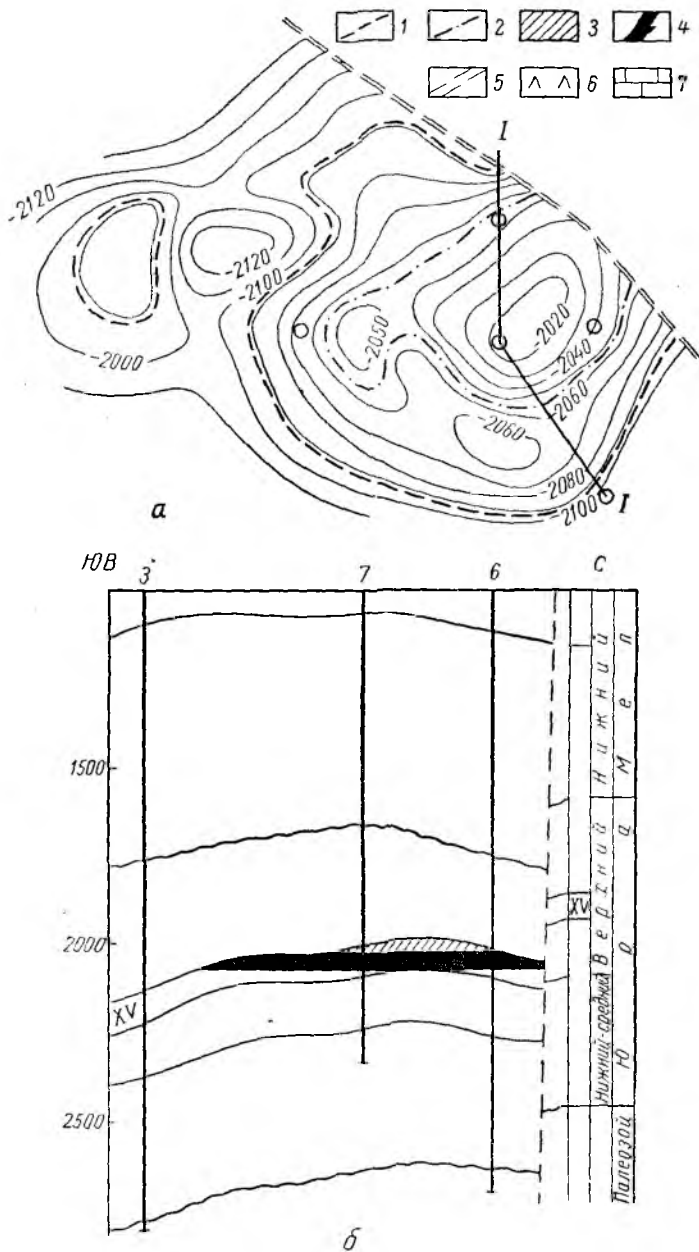 1 2 3 4
5 6 7
I
-2120
-2120
-2100
-2000
-2050
-2020
-2040
-2060
-2060
-2080
-2100
I
а
ЮВ 3 7 6 С
1500
2000
2500
XV
XV
Нижний
мел
Верхний
Нижний-средний
Юра
Палеозой
б